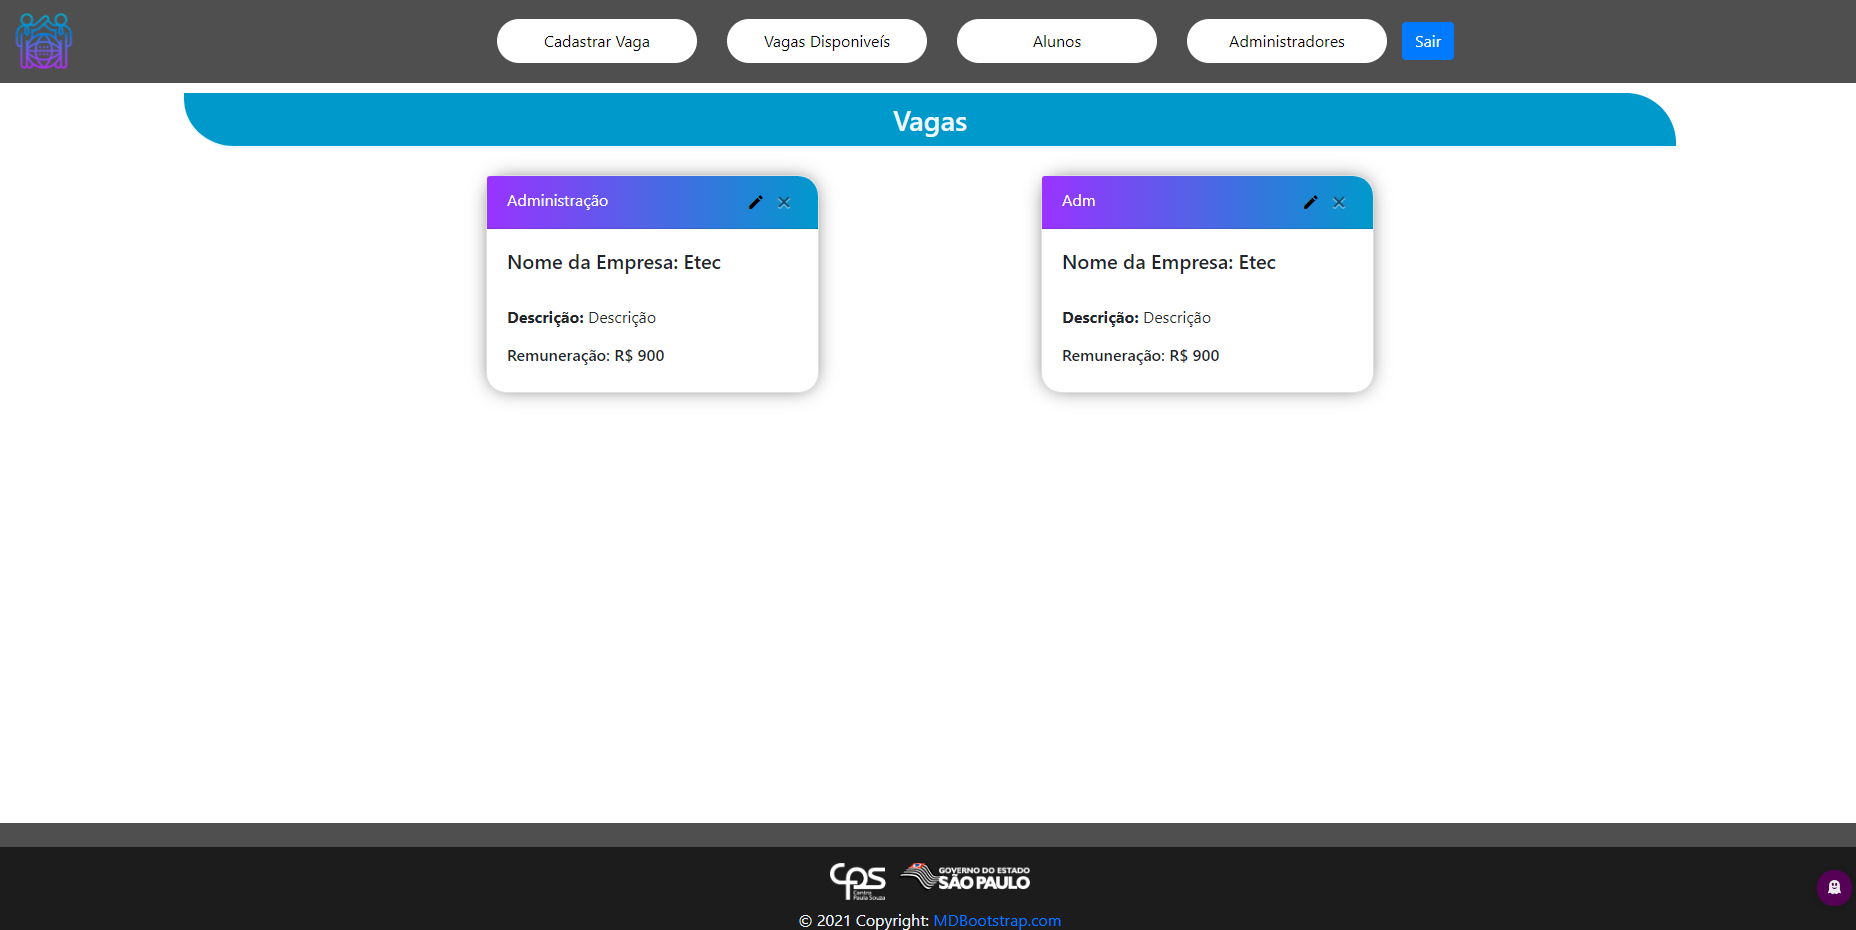 Cadastrar Vaga
Vagas Disponiveís
Alunos
Administradores
Sair
Vagas
Administração
Nome da Empresa: Etec
Descrição: Descrição
Remuneração: R$ 900
Adm
Nome da Empresa: Etec
Descrição: Descrição
Remuneração: R$ 900
CPS
Centro
Paula Souza
GOVERNO DO ESTADO
SÃO PAULO
© 2021 Copyright: MDBootstrap.com